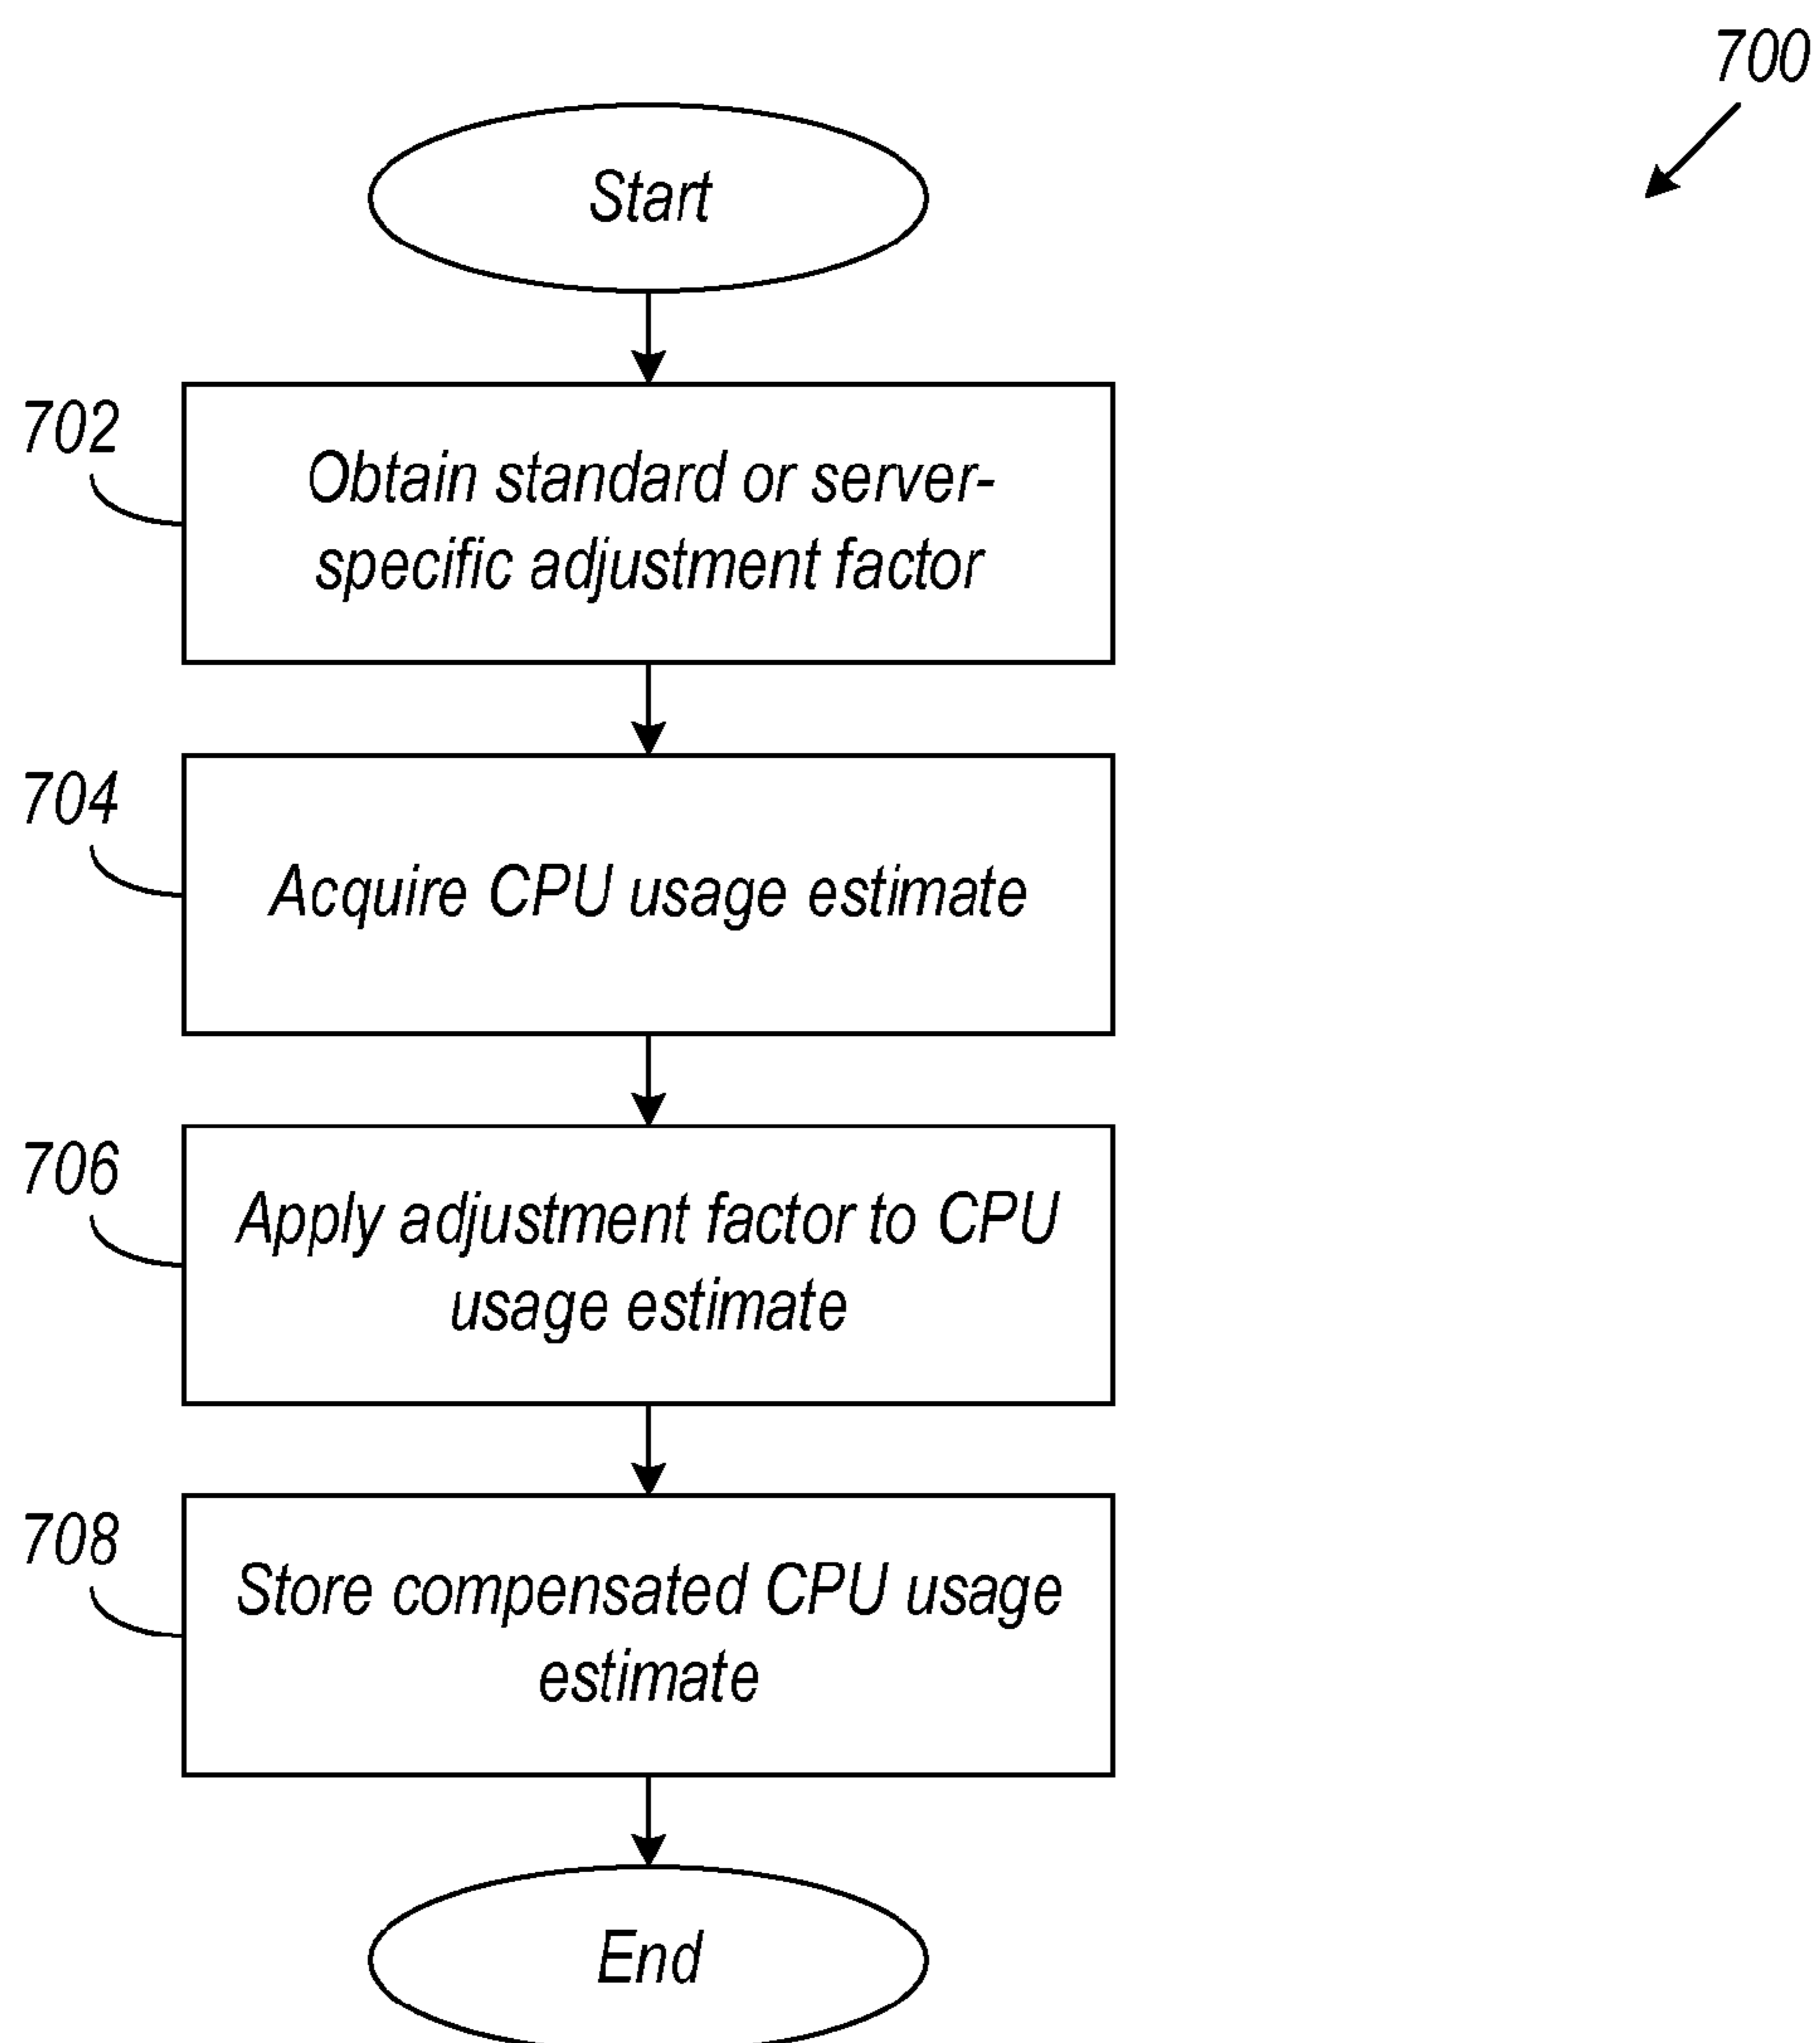 700
Start
702
Obtain standard or server-
specific adjustment factor
704
Acquire CPU usage estimate
706
Apply adjustment factor to CPU
usage estimate
708
Store compensated CPU usage
estimate
End